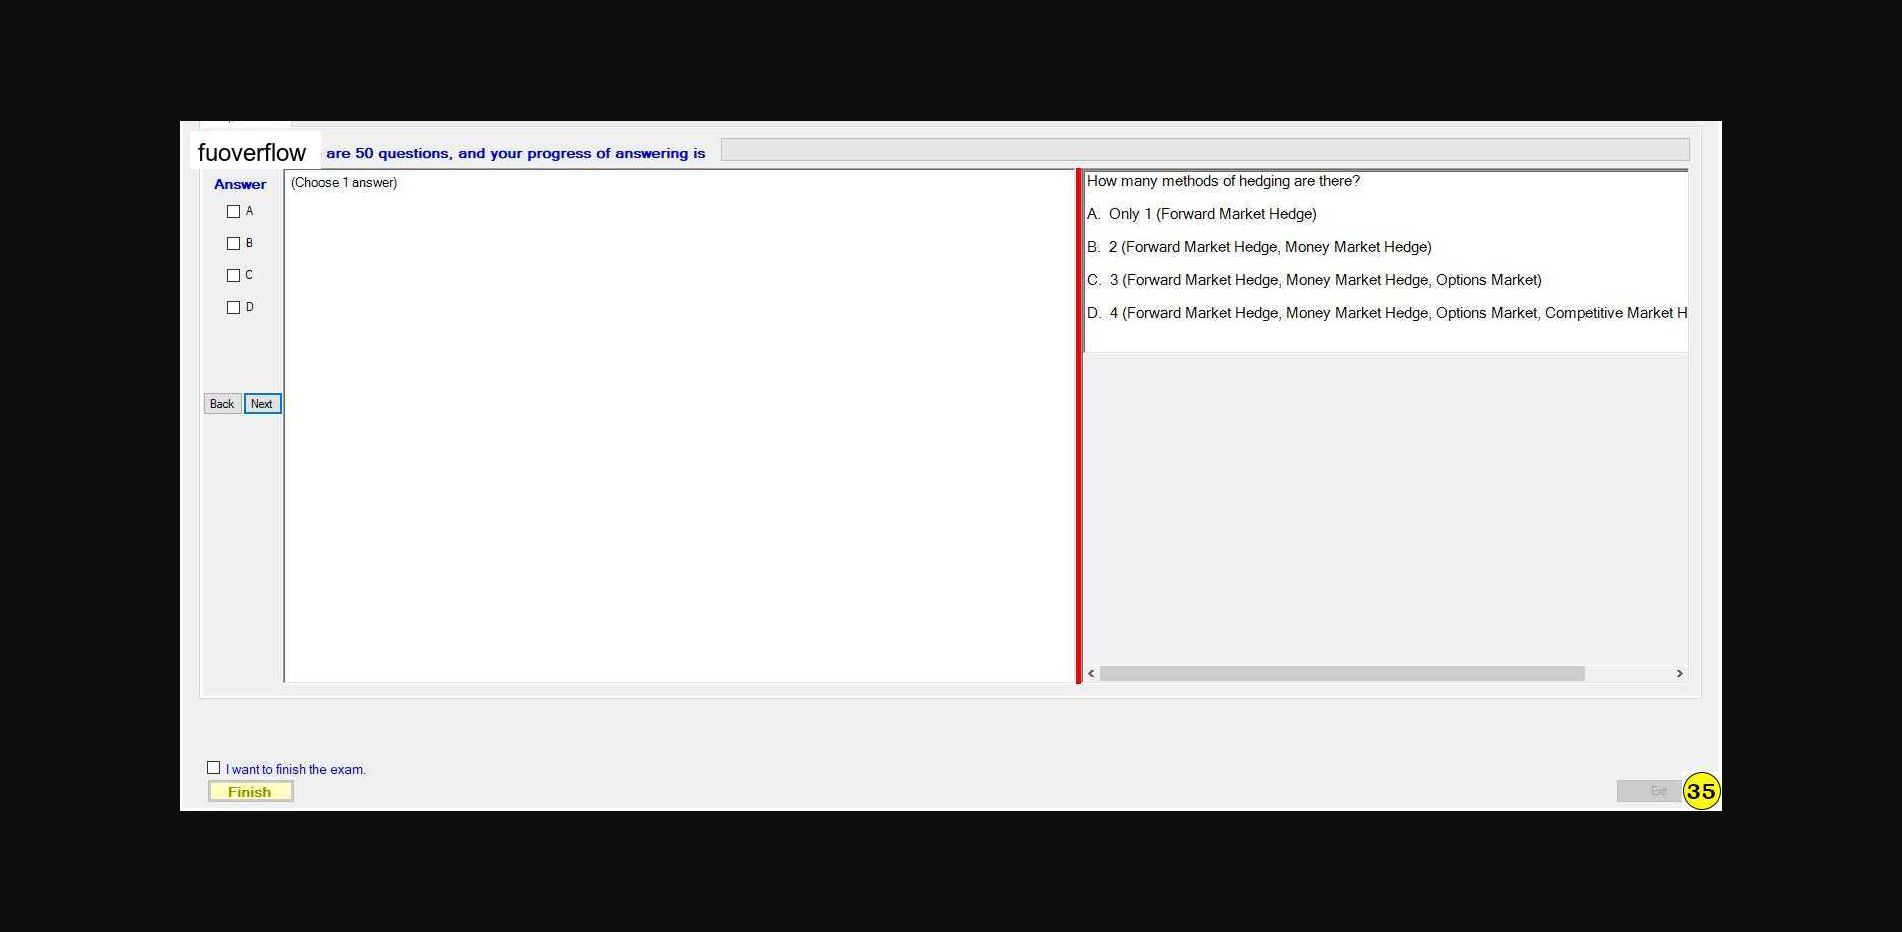 fuoverflow are 50 questions, and your progress of answering is
Answer
(Choose 1 answer)
A
B
C
D
Back Next
How many methods of hedging are there?
A. Only 1 (Forward Market Hedge)
B. 2 (Forward Market Hedge, Money Market Hedge)
C. 3 (Forward Market Hedge, Money Market Hedge, Options Market)
D. 4 (Forward Market Hedge, Money Market Hedge, Options Market, Competitive Market H
I want to finish the exam.
Finish
Exit
35